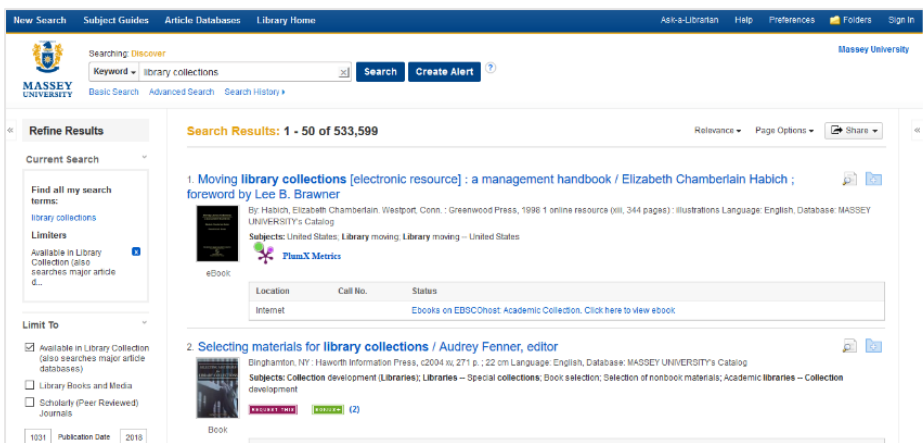 New Search Subject Guides Article Databases Library Home Ask-a-Librarian Help Preferences Folders Sign In
Massey University
Searching: Discover
Keyword library collections Search Create Alert ?
MASSEY
UNIVERSITY
Basic Search Advanced Search Search History
Refine Results
Search Results: 1 - 50 of 533,599
Relevance Page Options Share
Current Search
Find all my search
terms:
library collections
Limiters
Available in Library
Collection (also
searches major article
d...
Limit To
Available in Library Collection
(also searches major article
databases)
Library Books and Media
Scholarly (Peer Reviewed)
Journals
1031 Publication Date 2018
1. Moving library collections [electronic resource] : a management handbook / Elizabeth Chamberlain Habich ;
foreword by Lee B. Brawner
By: Habich, Elizabeth Chamberlain. Westport, Conn. : Greenwood Press, 1998 1 online resource (xiii, 344 pages) : illustrations Language: English, Database: MASSEY
UNIVERSITY's Catalog
Subjects: United States; Library moving; Library moving -- United States
PlumX Metrics
eBook
Location Call No. Status
Internet Ebooks on EBSCOhost: Academic Collection. Click here to view ebook
2. Selecting materials for library collections / Audrey Fenner, editor
Binghamton, NY : Haworth Information Press, c2004 xv, 271 p. ; 22 cm Language: English, Database: MASSEY UNIVERSITY's Catalog
Subjects: Collection development (Libraries); Libraries -- Special collections; Book selection; Selection of nonbook materials; Academic libraries -- Collection
development
REQUEST THIS (2)
Book